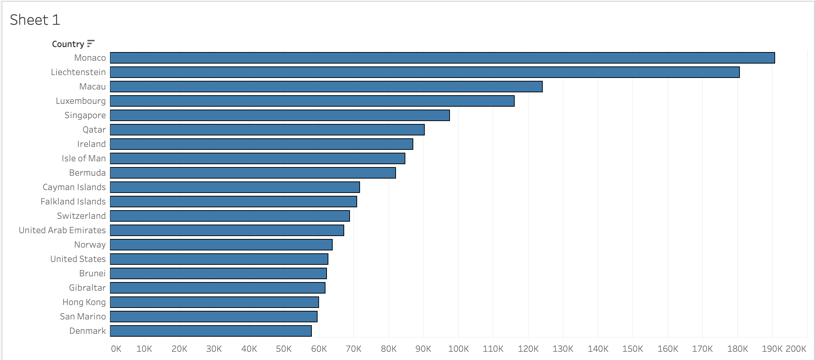 Sheet 1
Country
Monaco
Liechtenstein
Macau
Luxembourg
Singapore
Qatar
Ireland
Isle of Man
Bermuda
Cayman Islands
Falkland Islands
Switzerland
United Arab Emirates
Norway
United States
Brunei
Gibraltar
Hong Kong
San Marino
Denmark
0K 10K 20K 30K 40K 50K 60K 70K 80K 90K 100K 110K 120K 130K 140K 150K 160K 170K 180K 190K 200K